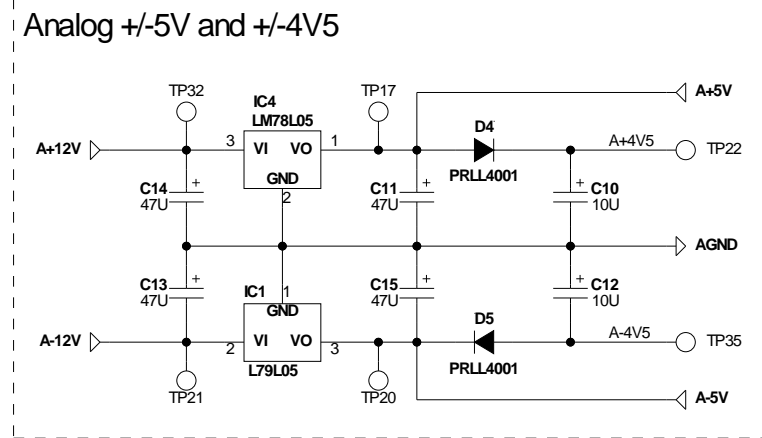 Analog +/-5V and +/-4V5
TP32
TP17
A+5V
IC4
LM78L05
D4
A+12V
3
VI
VO
1
A+4V5
TP22
GND
2
PRLL4001
C14
+
47U
C11
+
47U
C10
+
10U
AGND
C13
+
47U
IC1
1
C15
+
47U
C12
+
10U
GND
D5
A-12V
2
VI
VO
3
A-4V5
TP35
L79L05
PRLL4001
TP21
TP20
A-5V